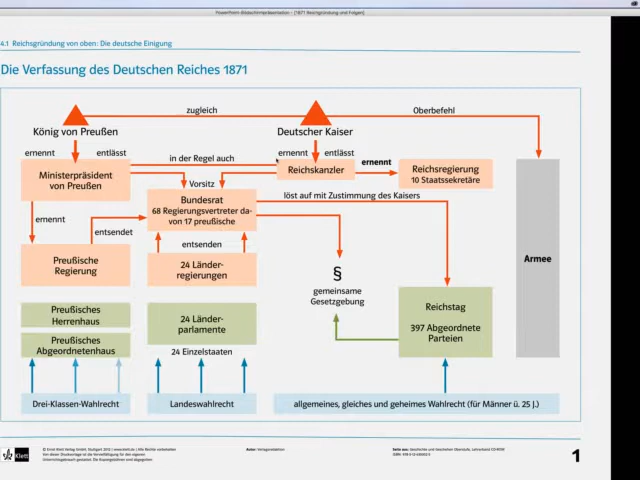 PowerPoint-Bildschirmpräsentation - [1871 Reichsgründung und Folgen]
4.1 Reichsgründung von oben: Die deutsche Einigung
Die Verfassung des Deutschen Reiches 1871
zugleich
Oberbefehl
König von Preußen
Deutscher Kaiser
ernennt
entlässt
in der Regel auch
ernennt
entlässt
ernennt
Ministerpräsident
von Preußen
Reichskanzler
Reichsregierung
10 Staatssekretäre
Vorsitz
Bundesrat
68 Regierungsvertreter da-
von 17 preußische
löst auf mit Zustimmung des Kaisers
ernennt
entsendet
entsenden
Preußische
Regierung
24 Länder-
regierungen
§
gemeinsame
Gesetzgebung
Armee
Reichstag
397 Abgeordnete
Parteien
Preußisches
Herrenhaus
Preußisches
Abgeordnetenhaus
24 Länder-
parlamente
24 Einzelstaaten
Drei-Klassen-Wahlrecht
Landeswahlrecht
allgemeines, gleiches und geheimes Wahlrecht (für Männer ü. 25 J.)
Klett
1